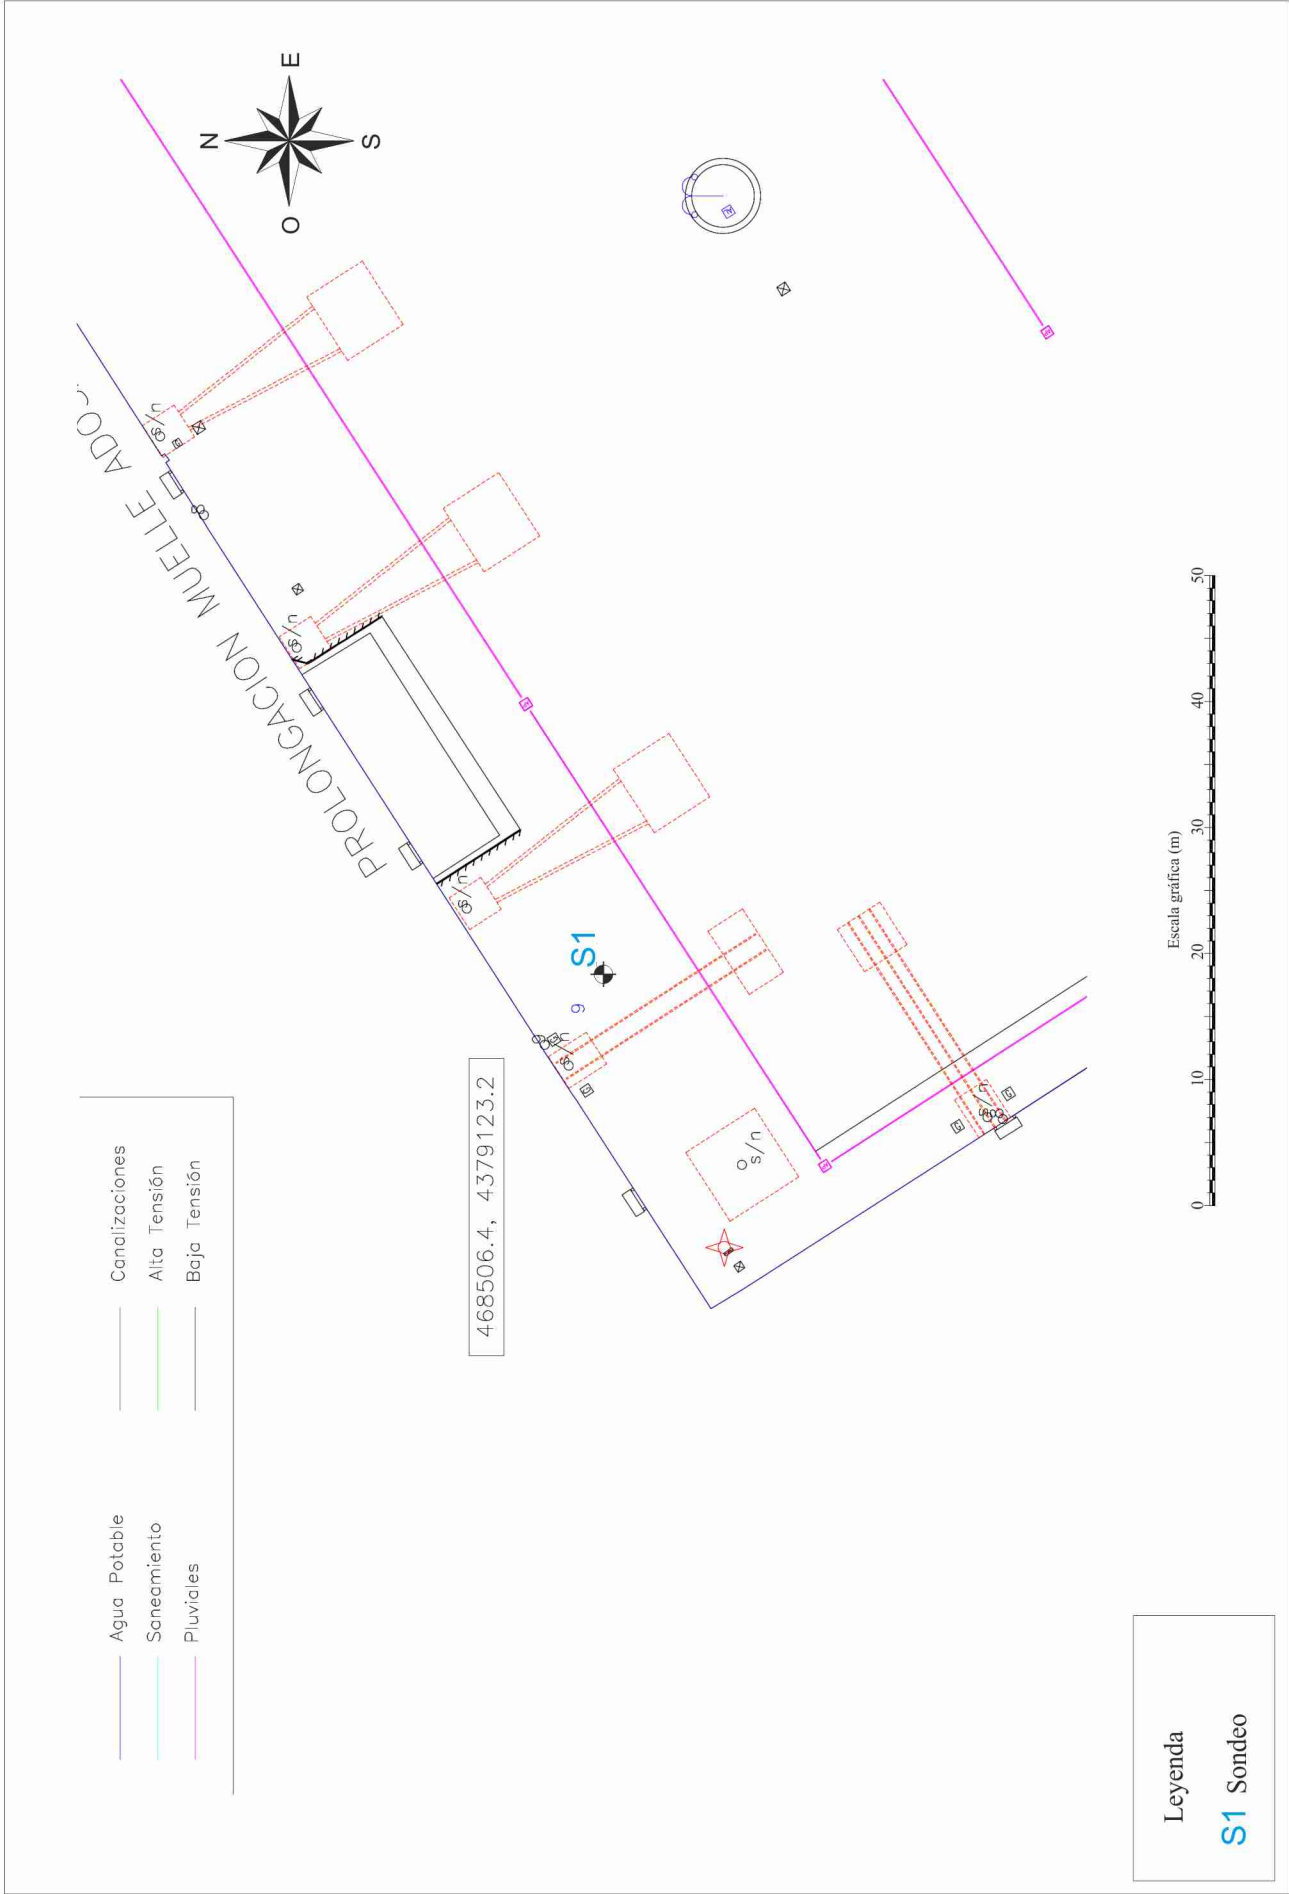 Agua Potable
Saneamiento
Pluviales
Canalizaciones
Alta Tensión
Baja Tensión
N
E
S
O
PROLONGACION MUELLE
s/n
s/n
s/n
s/n
s/n
s/n
9
S1
468506.4, 4379123.2
Escala gráfica (m)
0 10 20 30 40 50
Leyenda
S1 Sondeo